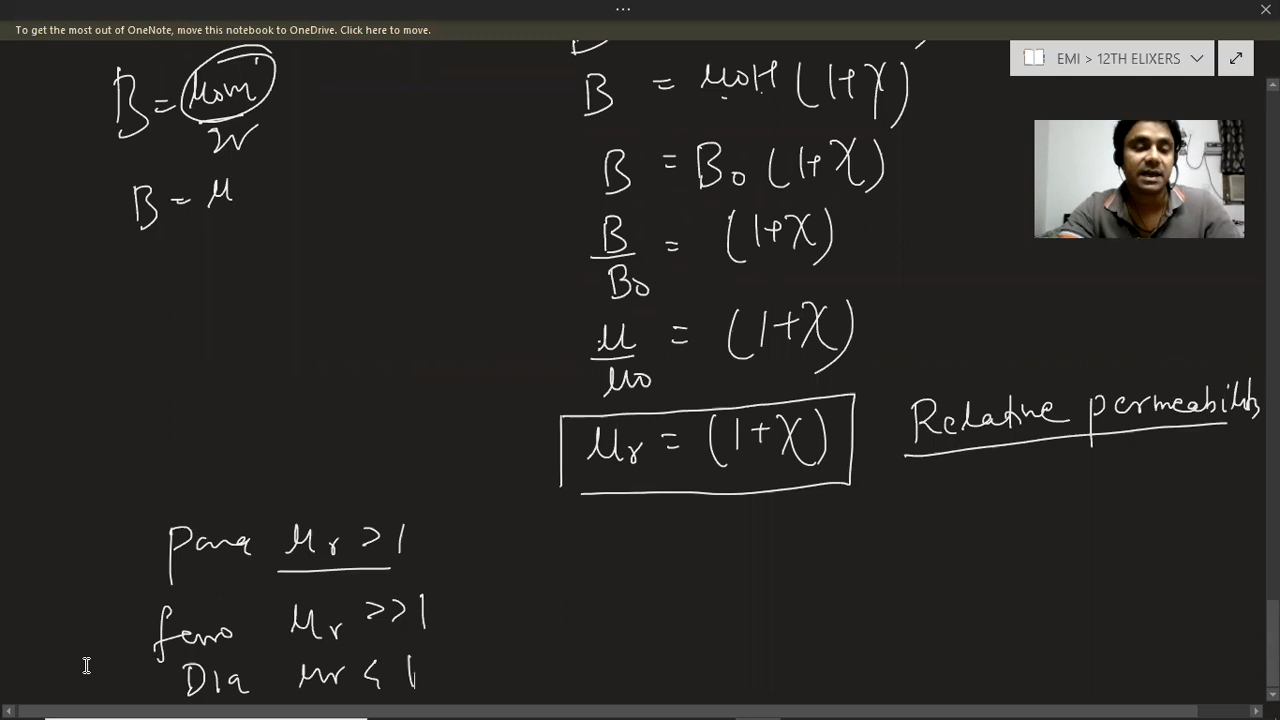 To get the most out of OneNote, move this notebook to OneDrive. Click here to move.
EMI > 12TH ELIXERS
B = μ₀ni
2r
B = μ
B = μ₀H (1+χ)
B = B₀ (1+χ)
B/B₀ = (1+χ)
μ/μ₀ = (1+χ)
μr = (1+χ)
Relative permeability
para μr > 1
ferro μr >> 1
Dia μr < 1